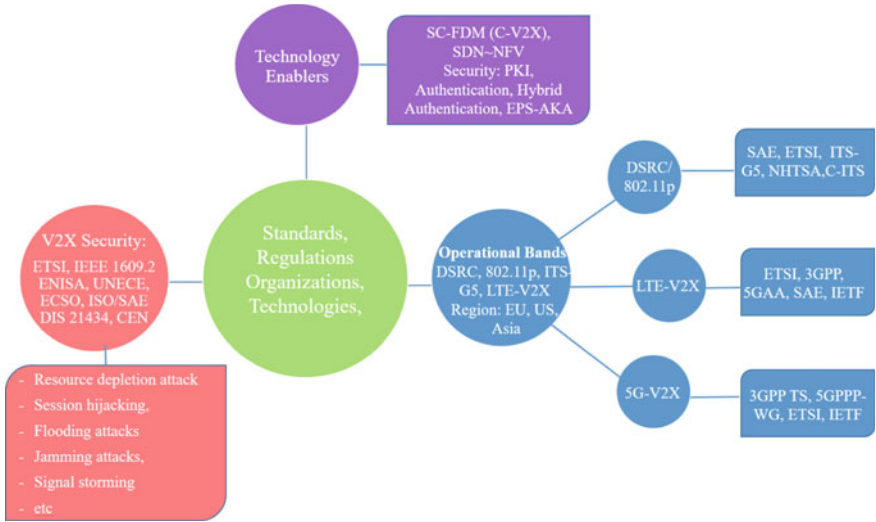 Technology
Enablers
SC-FDM (C-V2X),
SDN~NFV
Security: PKI,
Authentication, Hybrid
Authentication, EPS-AKA
V2X Security:
ETSI, IEEE 1609.2
ENISA, UNECE,
ECSO, ISO/SAE
DIS 21434, CEN
- Resource depletion attack
- Session hijacking,
- Flooding attacks
- Jamming attacks,
- Signal storming
- etc
Standards,
Regulations
Organizations,
Technologies,
Operational Bands
DSRC, 802.11p, ITS-
G5, LTE-V2X
Region: EU, US,
Asia
DSRC/
802.11p
SAE, ETSI, ITS-
G5, NHTSA,C-ITS
LTE-V2X
ETSI, 3GPP,
5GAA, SAE, IETF
5G-V2X
3GPP TS, 5GPPP-
WG, ETSI, IETF